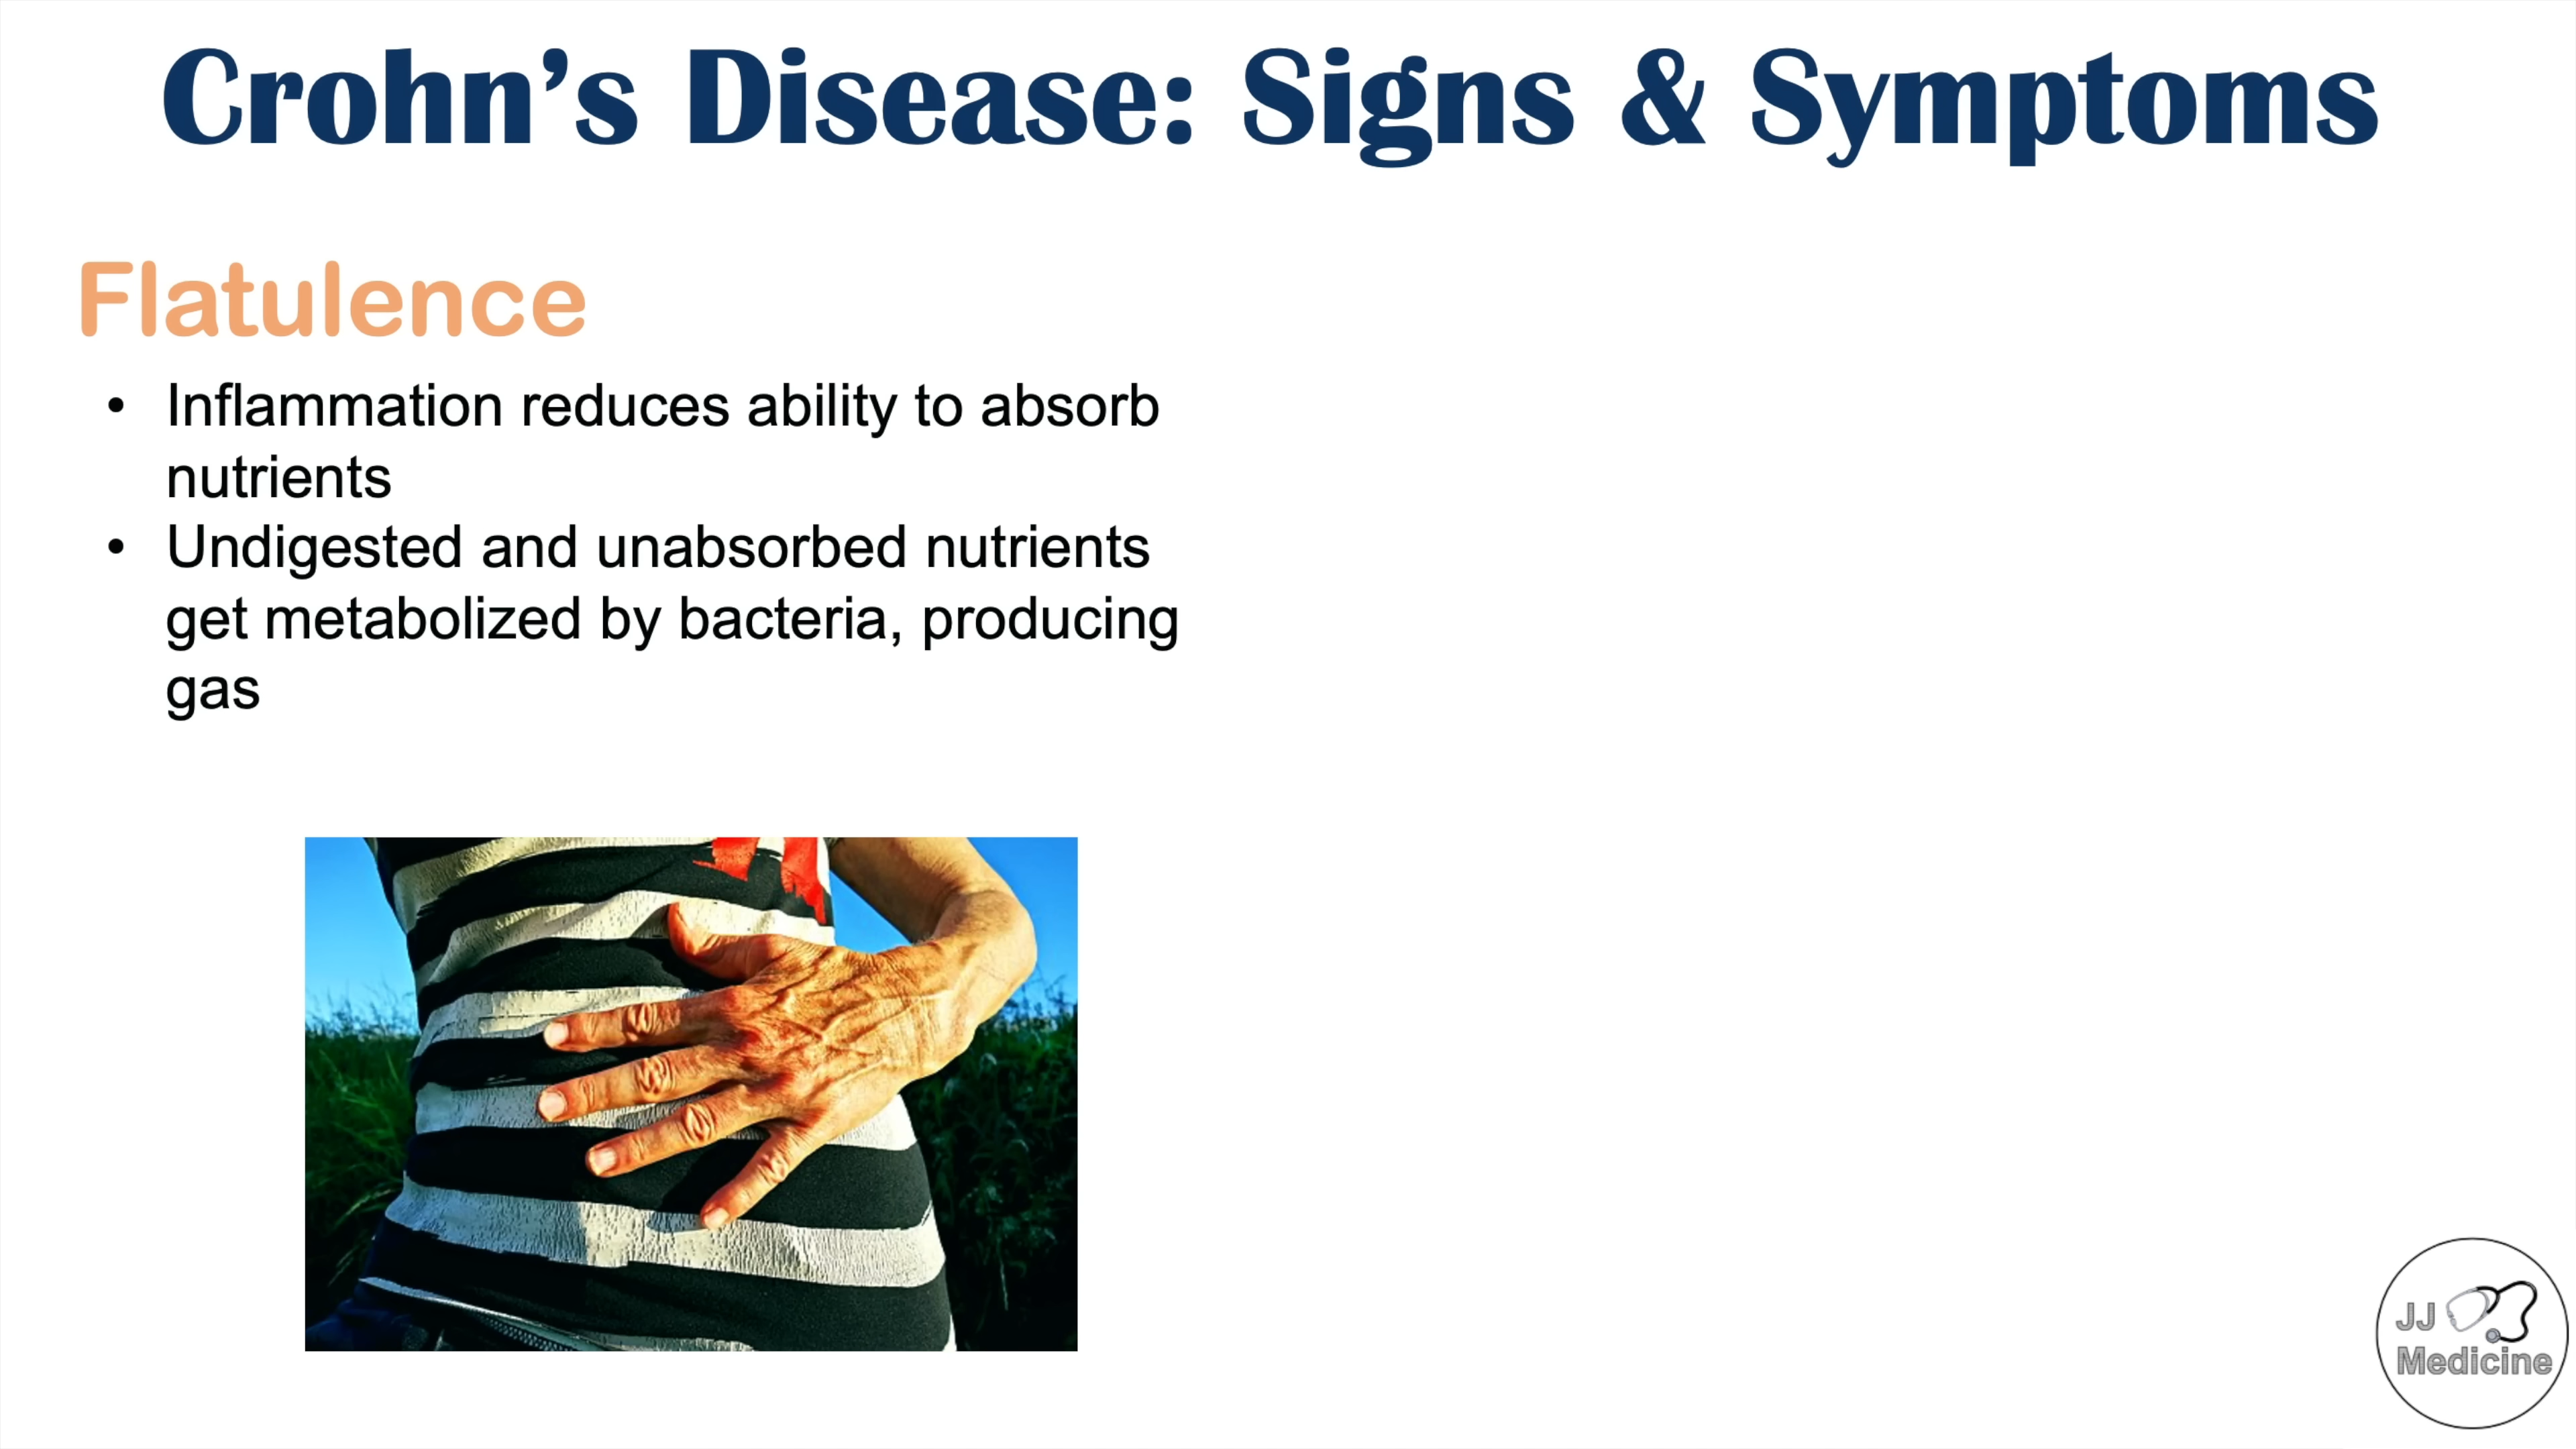 Crohn’s Disease: Signs & Symptoms
Flatulence
• Inflammation reduces ability to absorb
nutrients
• Undigested and unabsorbed nutrients
get metabolized by bacteria, producing
gas
JJ
Medicine